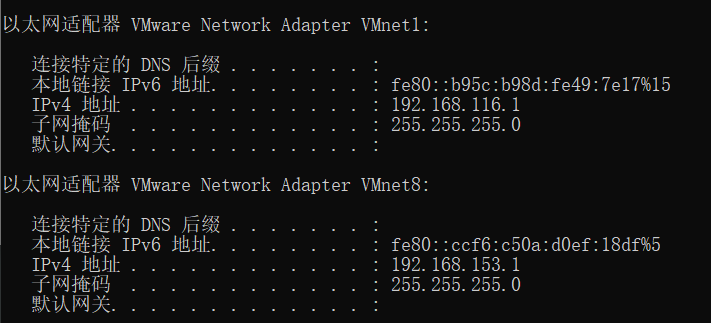 以太网适配器 VMware Network Adapter VMnet1:
连接特定的 DNS 后缀 . . . . . . . :
本地链接 IPv6 地址. . . . . . . . : fe80::b95c:b98d:fe49:7e17%15
IPv4 地址 . . . . . . . . . . . . : 192.168.116.1
子网掩码  . . . . . . . . . . . . : 255.255.255.0
默认网关. . . . . . . . . . . . . :
以太网适配器 VMware Network Adapter VMnet8:
连接特定的 DNS 后缀 . . . . . . . :
本地链接 IPv6 地址. . . . . . . . : fe80::ccf6:c50a:d0ef:18df%5
IPv4 地址 . . . . . . . . . . . . : 192.168.153.1
子网掩码  . . . . . . . . . . . . : 255.255.255.0
默认网关. . . . . . . . . . . . . :